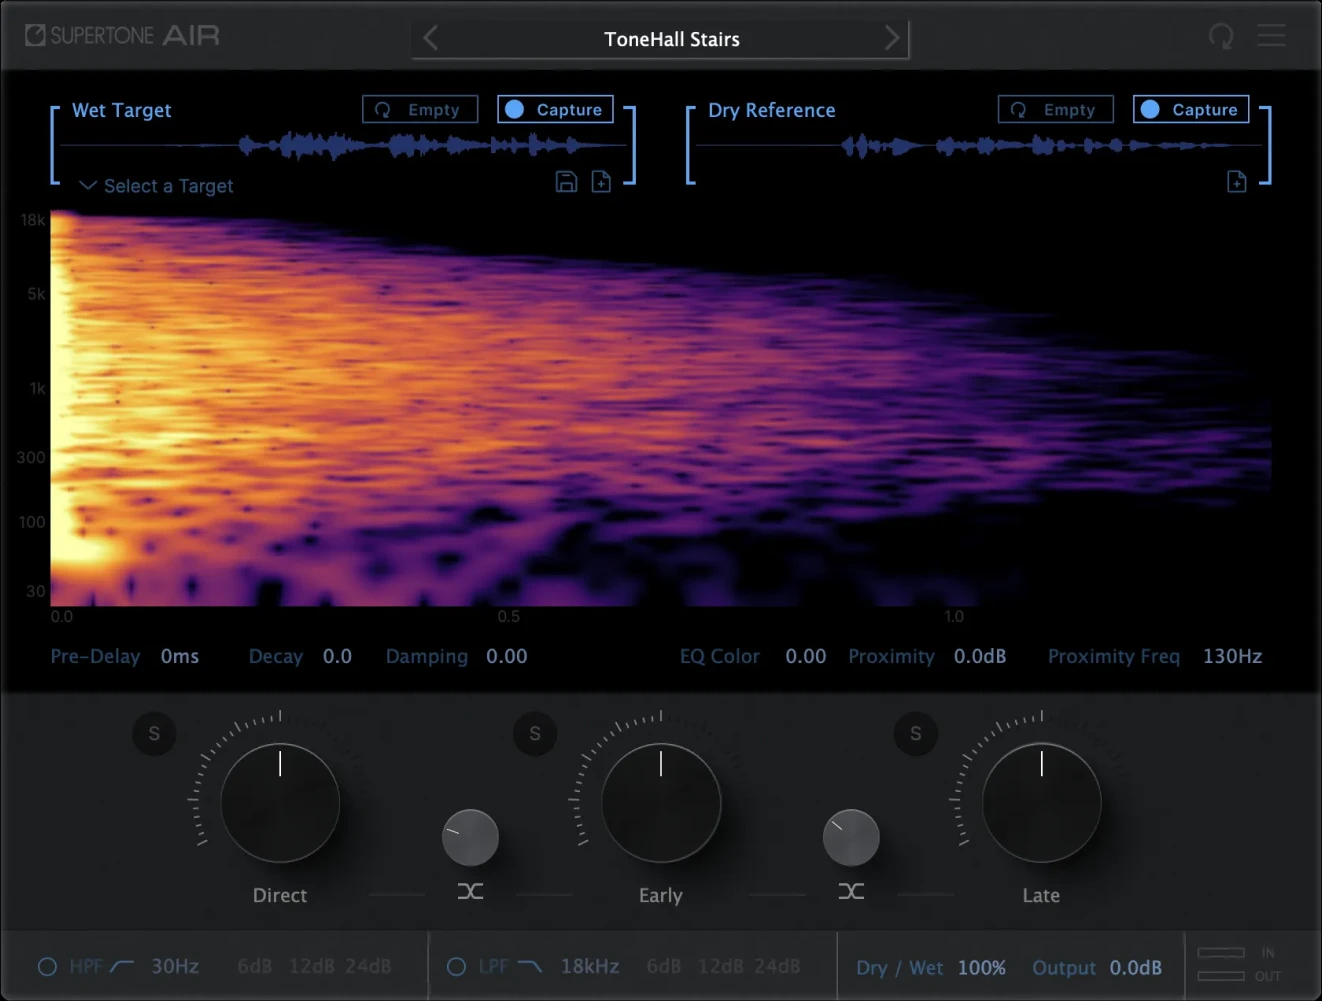 SUPERTONE AIR
ToneHall Stairs
Wet Target Empty Capture
Dry Reference Empty Capture
Select a Target
18k
5k
1k
300
100
30
0.0 0.5 1.0
Pre-Delay 0ms Decay 0.0 Damping 0.00 EQ Color 0.00 Proximity 0.0dB Proximity Freq 130Hz
S S S
Direct Early Late
HPF 30Hz 6dB 12dB 24dB LPF 18kHz 6dB 12dB 24dB Dry / Wet 100% Output 0.0dB
IN
OUT